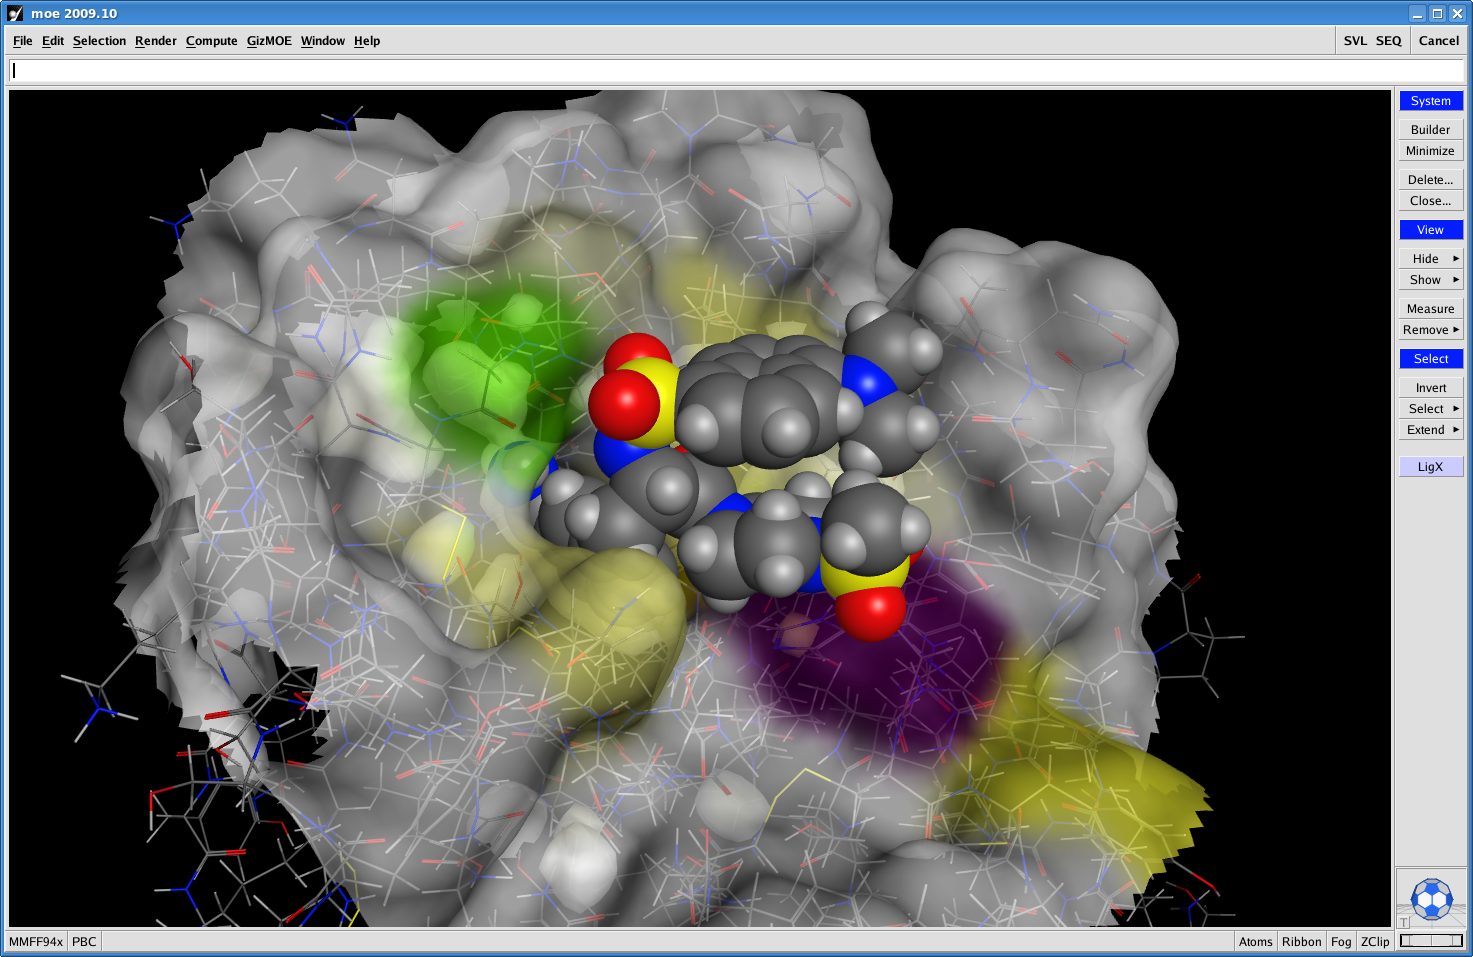 moe 2009.10
File Edit Selection Render Compute GizMOE Window Help SVL SEQ Cancel
System
Builder
Minimize
Delete...
Close...
View
Hide
Show
Measure
Remove
Select
Invert
Select
Extend
LigX
T
MMFF94x PBC Atoms Ribbon Fog ZClip